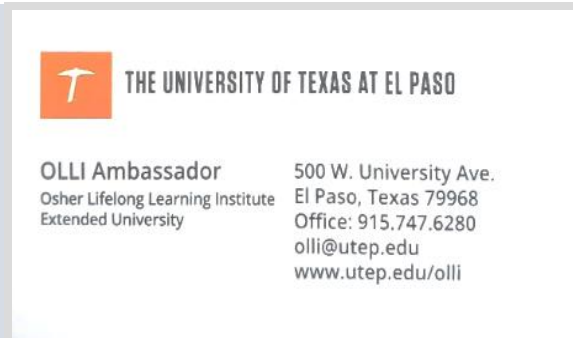 THE UNIVERSITY OF TEXAS AT EL PASO
OLLI Ambassador
Osher Lifelong Learning Institute
Extended University
500 W. University Ave.
El Paso, Texas 79968
Office: 915.747.6280
olli@utep.edu
www.utep.edu/olli